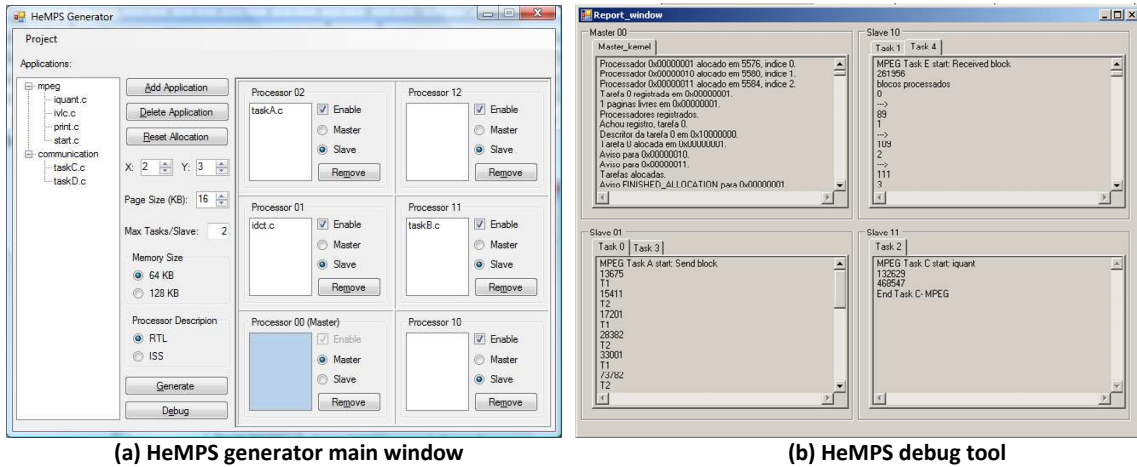 HeMPS Generator
Project
Applications:
mpeg
iquant.c
ivlc.c
print.c
start.c
communication
taskC.c
taskD.c
Add Application
Delete Application
Reset Allocation
X: 2 Y: 3
Page Size (KB): 16
Max Tasks/Slave: 2
Memory Size
64 KB
128 KB
Processor Descripion
RTL
ISS
Generate
Debug
Processor 02
taskA.c
Enable
Master
Slave
Remove
Processor 12
Enable
Master
Slave
Remove
Processor 01
idct.c
Enable
Master
Slave
Remove
Processor 11
taskB.c
Enable
Master
Slave
Remove
Processor 00 (Master)
Enable
Master
Slave
Remove
Processor 10
Enable
Master
Slave
Remove
(a) HeMPS generator main window
Report_window
Master 00
Master_kernel
Processador 0x00000001 alocado em 5576, indice 0.
Processador 0x00000010 alocado em 5580, indice 1.
Processador 0x00000011 alocado em 5584, indice 2.
Tarefa 0 registrada em 0x00000001.
1 paginas livres em 0x00000001.
Processadores registrados.
Achou registro, tarefa 0.
Descritor da tarefa 0 em 0x10000000.
Tarefa 0 alocada em 0x00000001.
Aviso para 0x00000010.
Aviso para 0x00000011.
Tarefas alocadas.
Aviso FINISHED_ALLOCATION para 0x00000001
Slave 10
Task 1 Task 4
MPEG Task E start: Received block
261956
blocos processados
0
--->
89
1
--->
109
2
--->
111
3
Slave 01
Task 0 Task 3
MPEG Task A start: Send block
13675
T1
15411
T2
17201
T1
28382
T2
33001
T1
73782
T2
Slave 11
Task 2
MPEG Task C start: iquant
132629
468547
End Task C- MPEG
(b) HeMPS debug tool